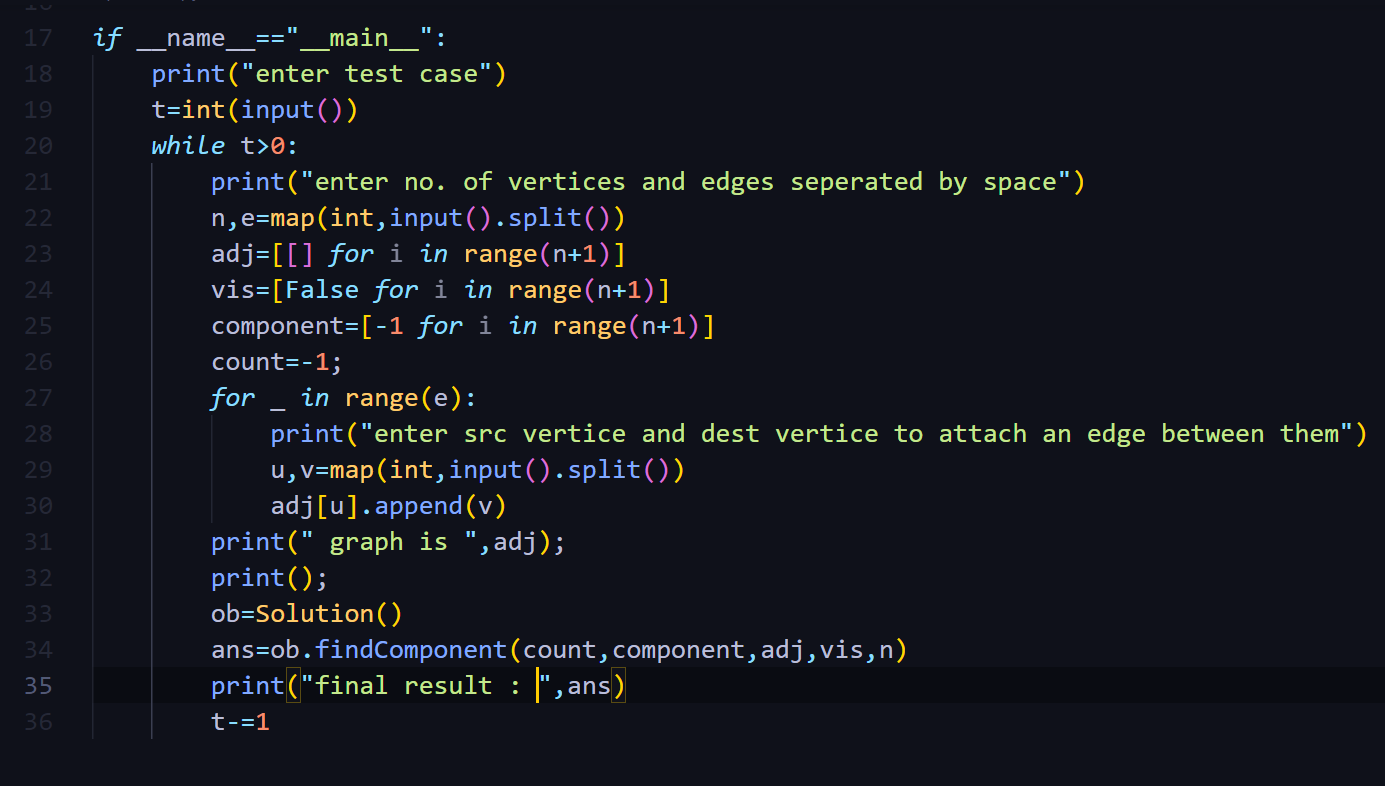 17 if __name__=="__main__":
18     print("enter test case")
19     t=int(input())
20     while t>0:
21         print("enter no. of vertices and edges seperated by space")
22         n,e=map(int,input().split())
23         adj=[[] for i in range(n+1)]
24         vis=[False for i in range(n+1)]
25         component=[-1 for i in range(n+1)]
26         count=-1;
27         for _ in range(e):
28             print("enter src vertice and dest vertice to attach an edge between them")
29             u,v=map(int,input().split())
30             adj[u].append(v)
31         print(" graph is ",adj);
32         print();
33         ob=Solution()
34         ans=ob.findComponent(count,component,adj,vis,n)
35         print("final result : ",ans)
36         t-=1